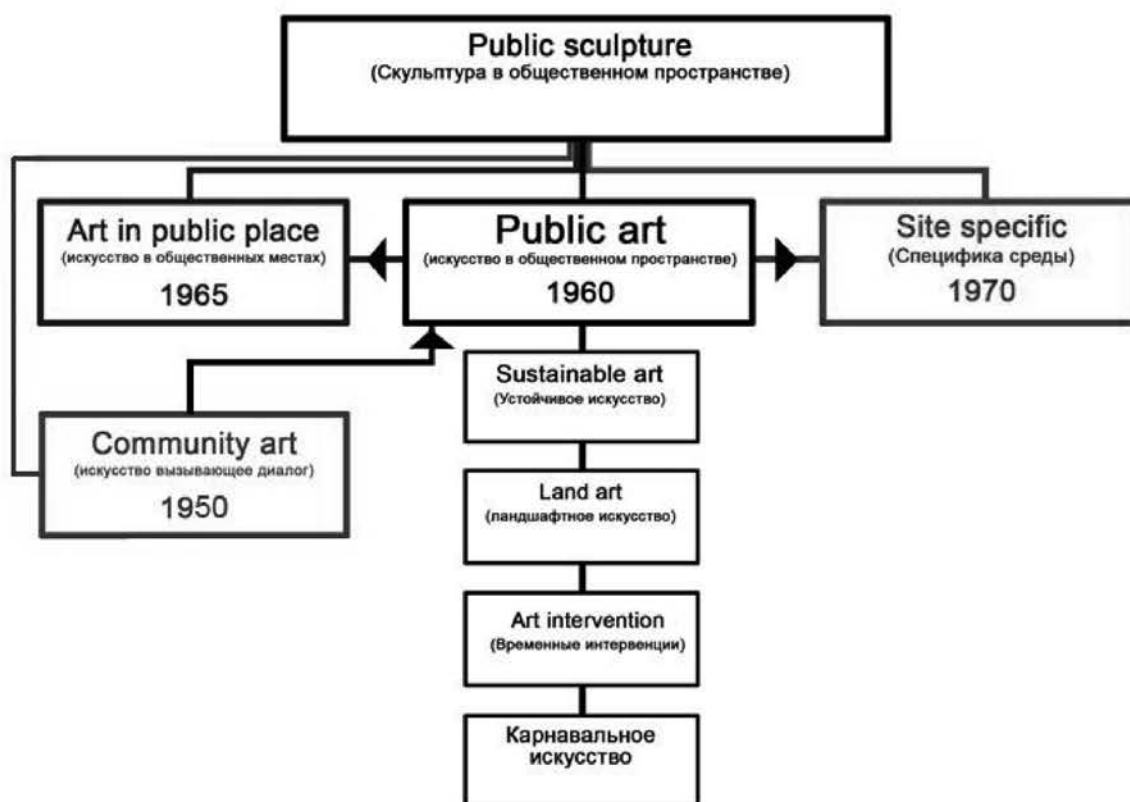 Public sculpture
(Скульптура в общественном пространстве)
Art in public place
(искусство в общественных местах)
1965
Public art
(искусство в общественном пространстве)
1960
Site specific
(Специфика среды)
1970
Community art
(искусство вызывающее диалог)
1950
Sustainable art
(Устойчивое искусство)
Land art
(ландшафтное искусство)
Art intervention
(Временные интервенции)
Карнавальное
искусство